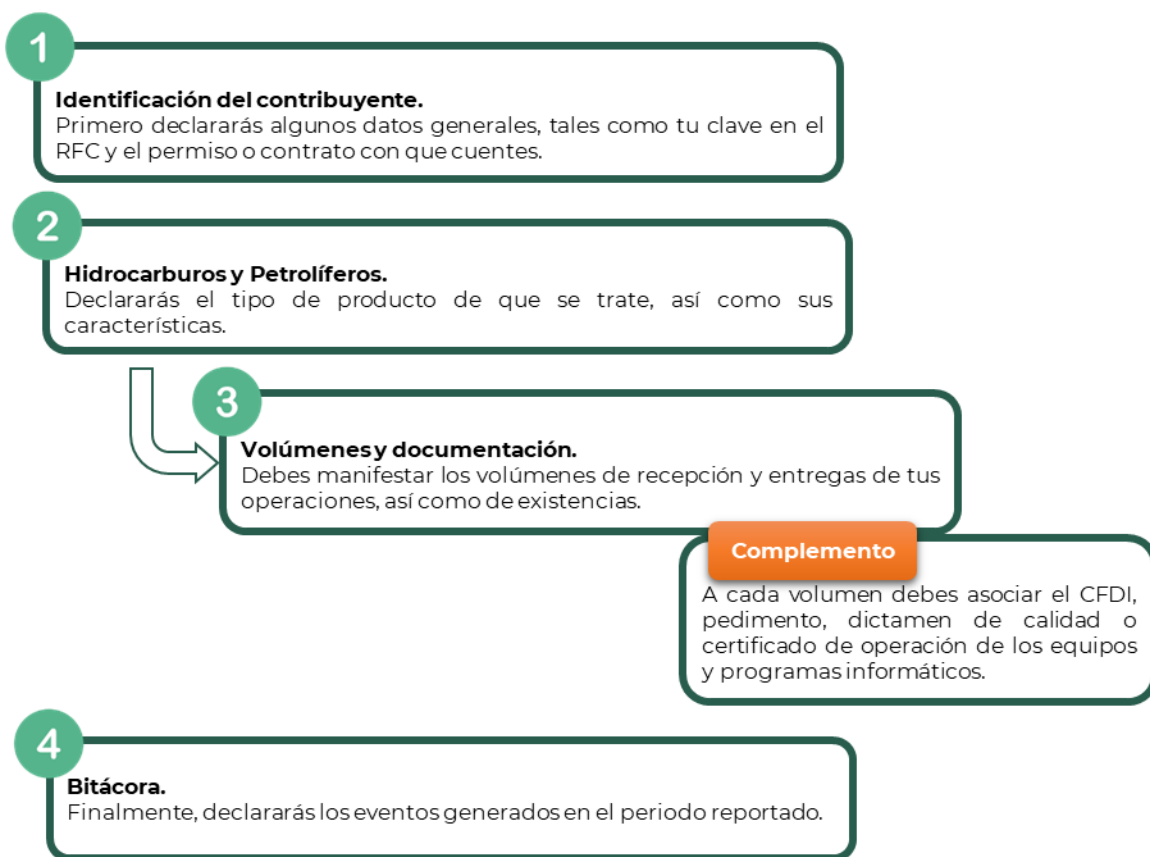 1
Identificación del contribuyente.
Primero declararás algunos datos generales, tales como tu clave en el
RFC y el permiso o contrato con que cuentes.
2
Hidrocarburos y Petrolíferos.
Declararás el tipo de producto de que se trate, así como sus
características.
3
Volúmenes y documentación.
Debes manifestar los volúmenes de recepción y entregas de tus
operaciones, así como de existencias.
Complemento
A cada volumen debes asociar el CFDI,
pedimento, dictamen de calidad o
certificado de operación de los equipos
y programas informáticos.
4
Bitácora.
Finalmente, declararás los eventos generados en el periodo reportado.